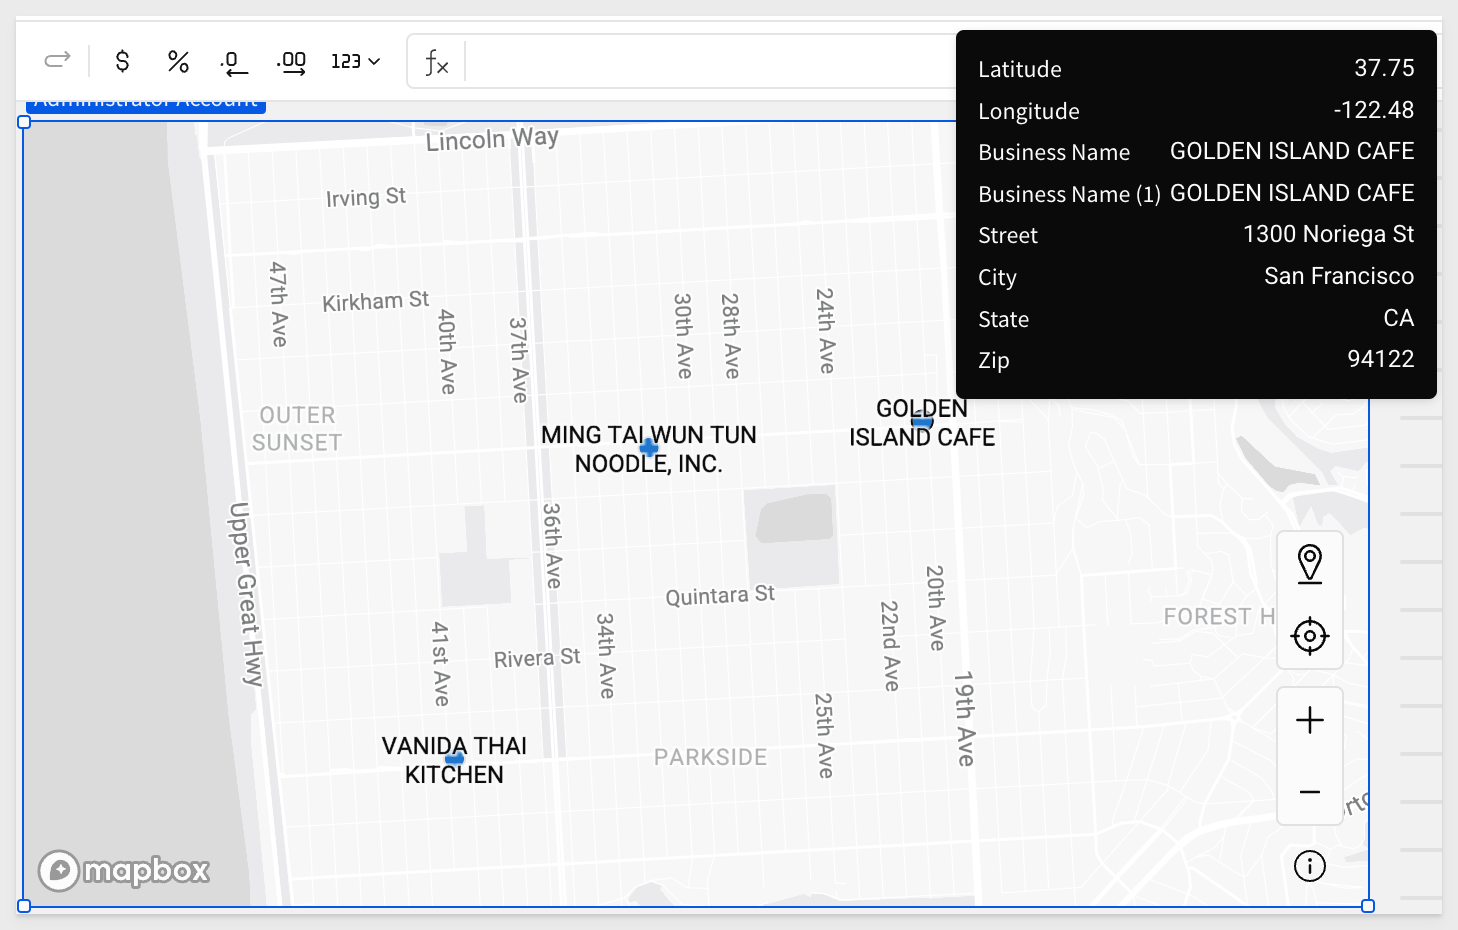 $ % .0 .00 123 fx
Administrator Account
Latitude 37.75
Longitude -122.48
Business Name GOLDEN ISLAND CAFE
Business Name (1) GOLDEN ISLAND CAFE
Street 1300 Noriega St
City San Francisco
State CA
Zip 94122
Lincoln Way
Irving St
47th Ave
Kirkham St
40th Ave
37th Ave
30th Ave
28th Ave
24th Ave
OUTER
SUNSET
MING TAI WUN TUN
NOODLE, INC.
GOLDEN
ISLAND CAFE
Upper Great Hwy
36th Ave
Quintara St
20th Ave
22nd Ave
FOREST H
41st Ave
Rivera St
34th Ave
19th Ave
25th Ave
VANIDA THAI
KITCHEN
PARKSIDE
mapbox